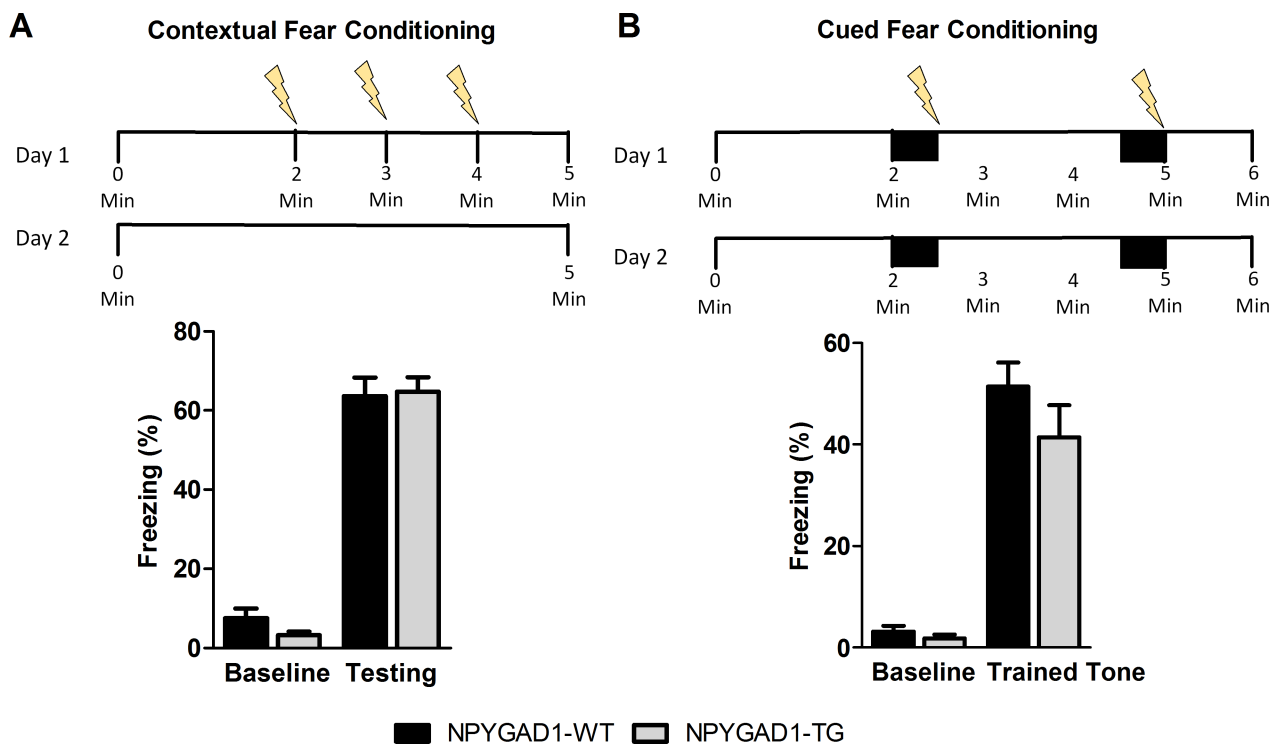 A
Contextual Fear Conditioning
Day 1
0 2 3 4 5
Min Min Min Min Min
Day 2
0 5
Min Min
80
60
40
20
0
Freezing (%)
Baseline Testing
B
Cued Fear Conditioning
Day 1
0 2 3 4 5 6
Min Min Min Min Min Min
Day 2
0 2 3 4 5 6
Min Min Min Min Min Min
60
40
20
0
Freezing (%)
Baseline Trained Tone
NPYGAD1-WT NPYGAD1-TG